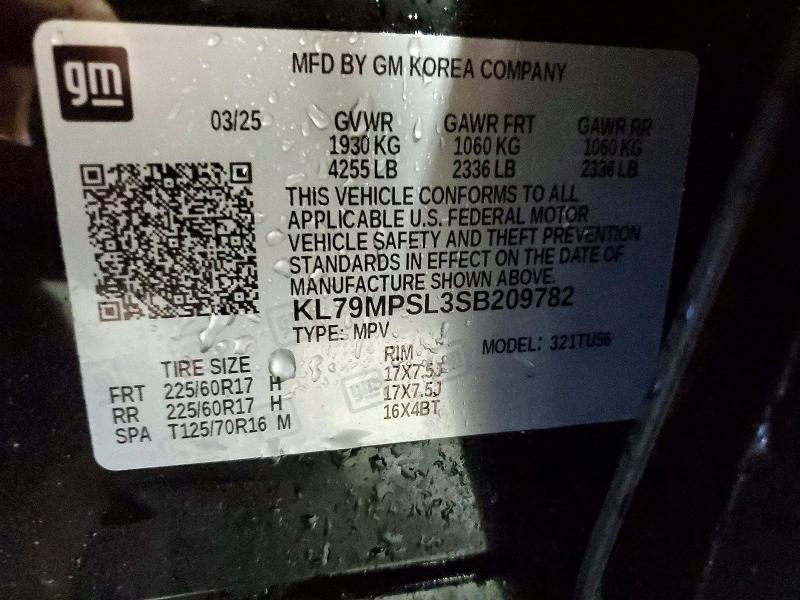 gm
MFD BY GM KOREA COMPANY
03/25 GVWR GAWR FRT GAWR RR
1930 KG 1060 KG 1060 KG
4255 LB 2336 LB 2336 LB
THIS VEHICLE CONFORMS TO ALL
APPLICABLE U.S. FEDERAL MOTOR
VEHICLE SAFETY AND THEFT PREVENTION
STANDARDS IN EFFECT ON THE DATE OF
MANUFACTURE SHOWN ABOVE.
KL79MPSL3SB209782
TYPE: MPV MODEL: 321TU56
TIRE SIZE RIM
FRT 225/60R17 H 17X7.5J
RR 225/60R17 H 17X7.5J
SPA T125/70R16 M 16X4BT
gm